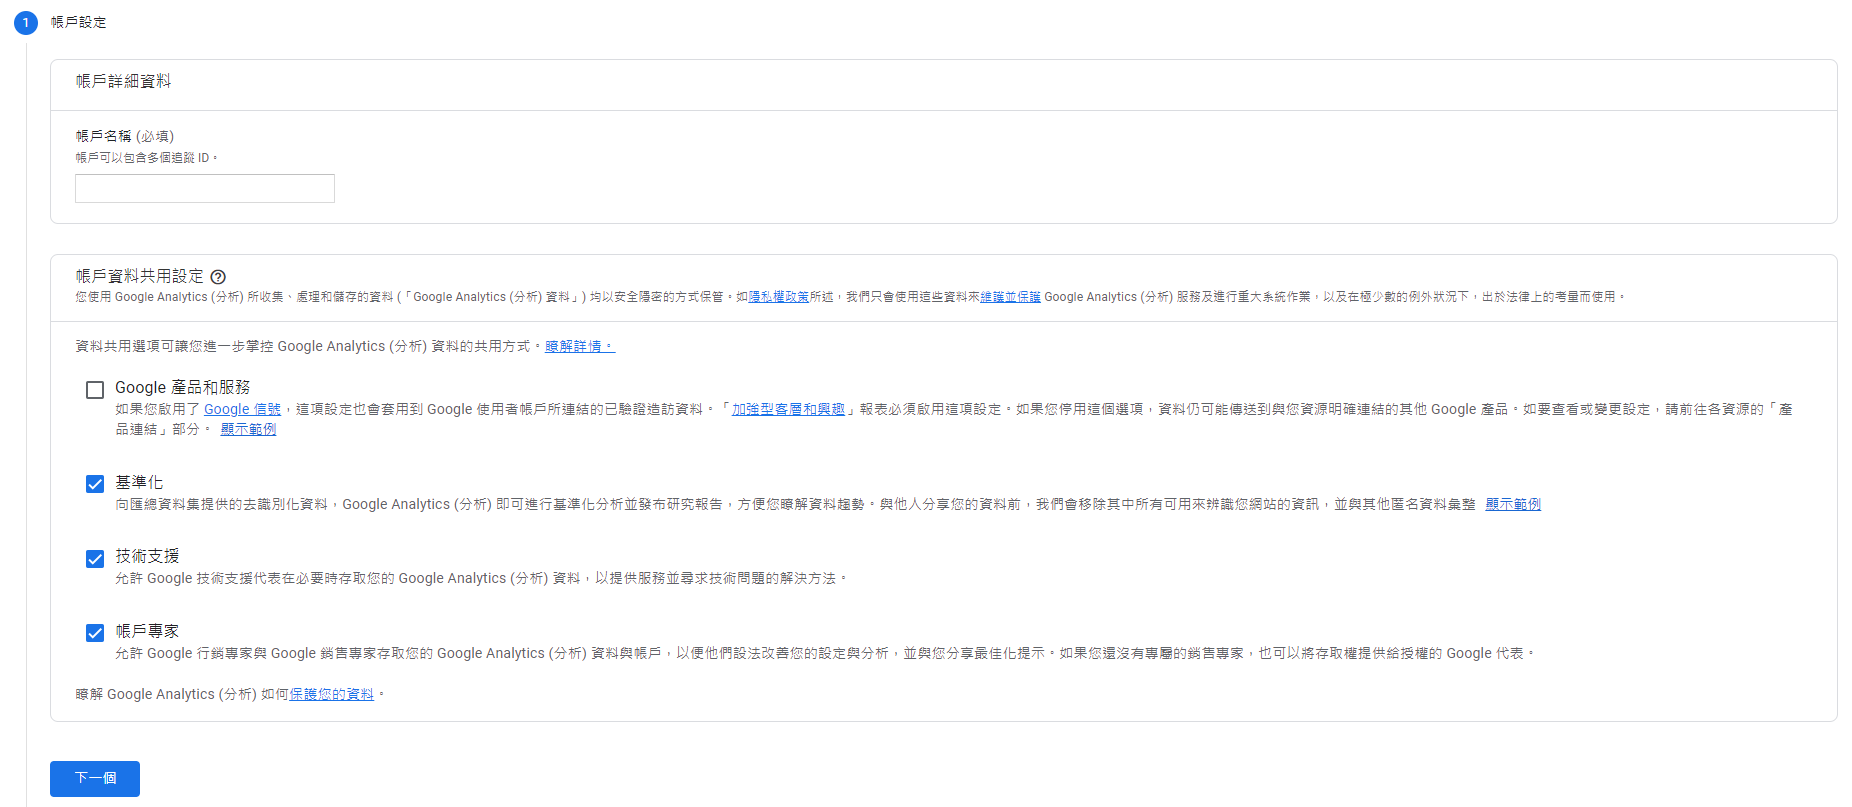 1 帳戶設定
帳戶詳細資料
帳戶名稱 (必填)
帳戶可以包含多個追蹤 ID。
帳戶資料共用設定 ?
您使用 Google Analytics (分析) 所收集、處理和儲存的資料 (「Google Analytics (分析) 資料」) 均以安全隱密的方式保管。如隱私權政策所述，我們只會使用這些資料來維護並保護 Google Analytics (分析) 服務及進行重大系統作業，以及在極少數的例外狀況下，出於法律上的考量而使用。
資料共用選項可讓您進一步掌控 Google Analytics (分析) 資料的共用方式。瞭解詳情。
Google 產品和服務
如果您啟用了 Google 信號，這項設定也會套用到 Google 使用者帳戶所連結的已驗證造訪資料。「加強型客層和興趣」報表必須啟用這項設定。如果您停用這個選項，資料仍可能傳送到與您資源明確連結的其他 Google 產品。如要查看或變更設定，請前往各資源的「產
品連結」部分。 顯示範例
基準化
向匯總資料集提供的去識別化資料，Google Analytics (分析) 即可進行基準化分析並發布研究報告，方便您瞭解資料趨勢。與他人分享您的資料前，我們會移除其中所有可用來辨識您網站的資訊，並與其他匿名資料彙整 顯示範例
技術支援
允許 Google 技術支援代表在必要時存取您的 Google Analytics (分析) 資料，以提供服務並尋求技術問題的解決方法。
帳戶專家
允許 Google 行銷專家與 Google 銷售專家存取您的 Google Analytics (分析) 資料與帳戶，以便他們設法改善您的設定與分析，並與您分享最佳化提示。如果您還沒有專屬的銷售專家，也可以將存取權提供給授權的 Google 代表。
瞭解 Google Analytics (分析) 如何保護您的資料。
下一個